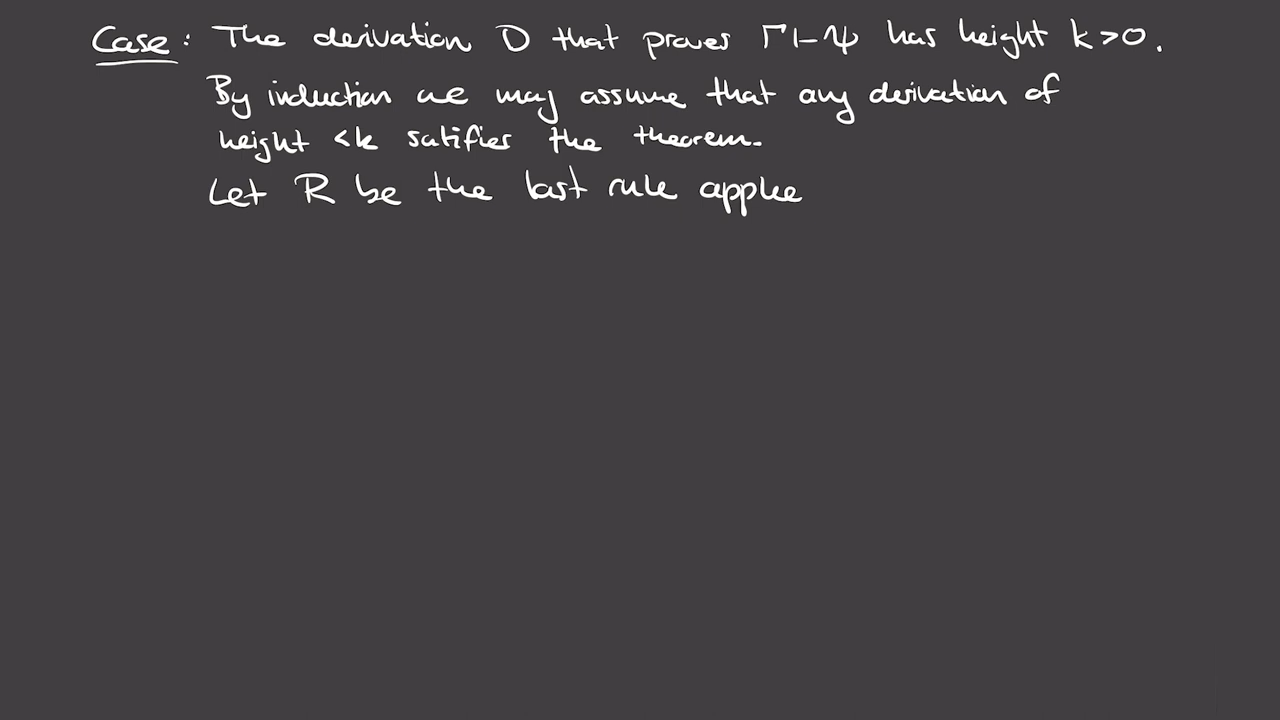 Case: The derivation D that proves Γ ⊢ ψ has height k>0.
By induction we may assume that any derivation of
height <k satifies the theorem.
Let R be the last rule applie